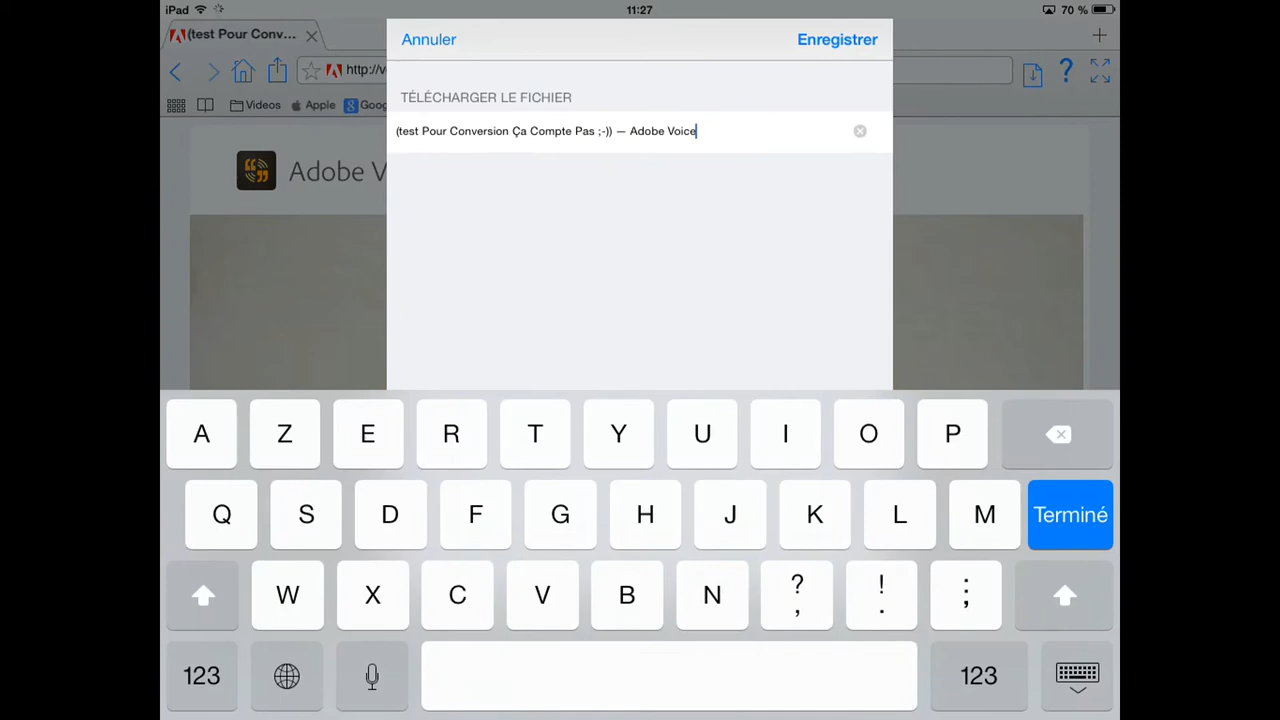 iPad
11:27
70 %
(test Pour Conv...
Annuler
Enregistrer
http://v
?
Videos
Apple
Goog
TÉLÉCHARGER LE FICHIER
(test Pour Conversion Ça Compte Pas ;-)) — Adobe Voice
Adobe V
A Z E R T Y U I O P
Q S D F G H J K L M Terminé
W X C V B N ? , ! . ;
123
123